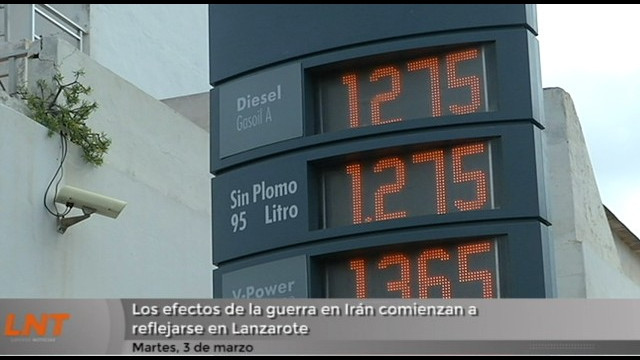 Diesel
Gasoil A
1.275
Sin Plomo
95 Litro
1.275
V-Power
1.365
LNT
Los efectos de la guerra en Irán comienzan a
reflejarse en Lanzarote
Martes, 3 de marzo